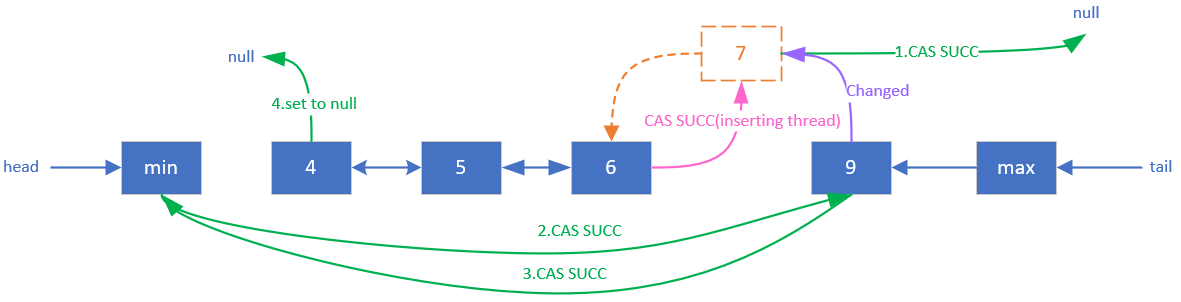 null
7
null
1.CAS SUCC
4.set to null
Changed
CAS SUCC(inserting thread)
head
min
4
5
6
9
max
tail
2.CAS SUCC
3.CAS SUCC